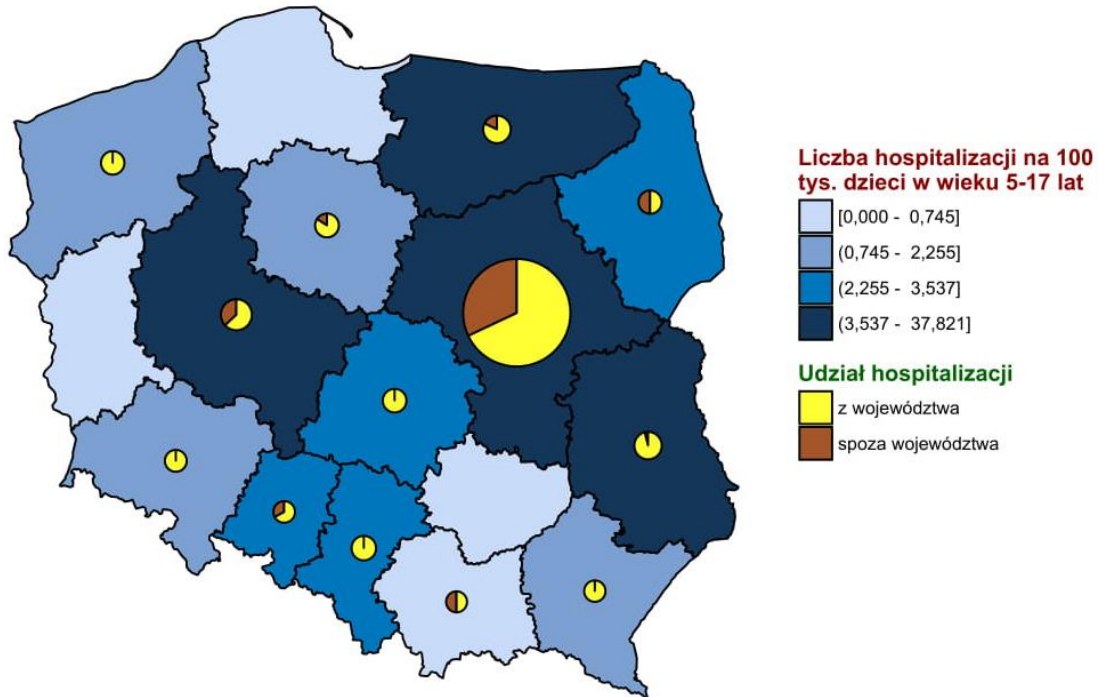 Liczba hospitalizacji na 100
tys. dzieci w wieku 5-17 lat
[0,000 - 0,745]
(0,745 - 2,255]
(2,255 - 3,537]
(3,537 - 37,821]
Udział hospitalizacji
z województwa
spoza województwa